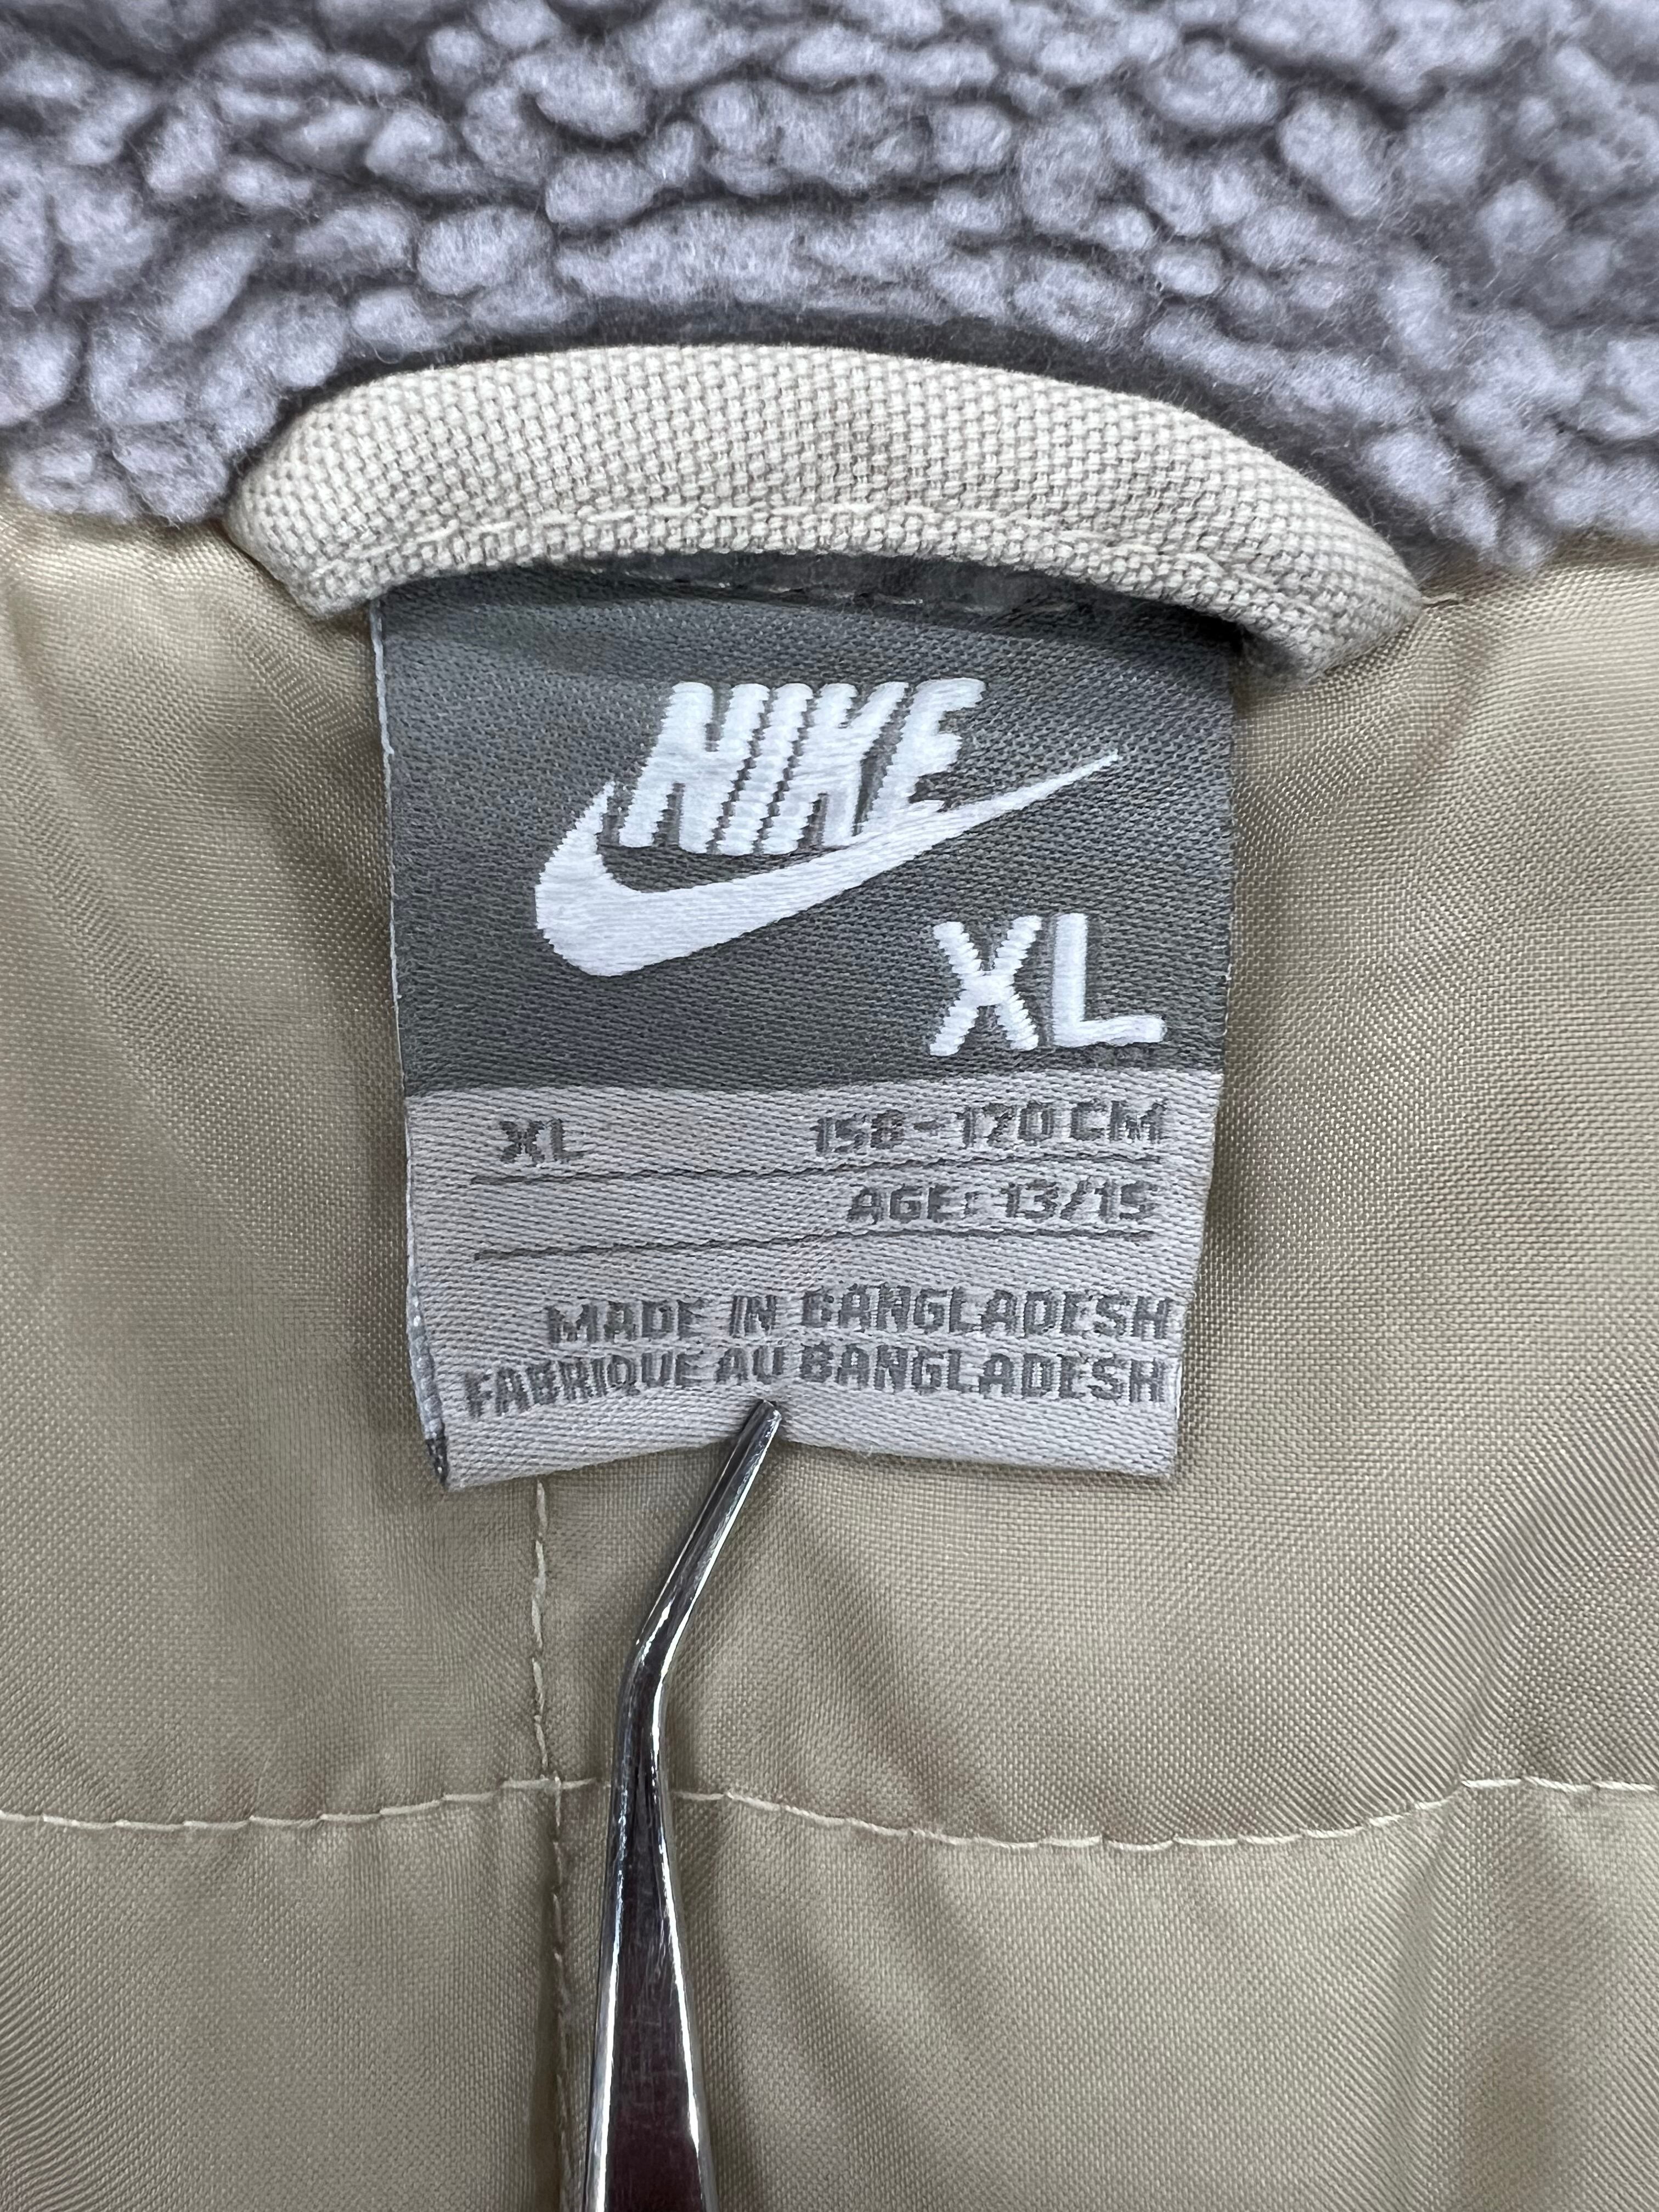 NIKE
XL
XL 158-170 CM
AGE: 13/15
MADE IN BANGLADESH
FABRIQUE AU BANGLADESH